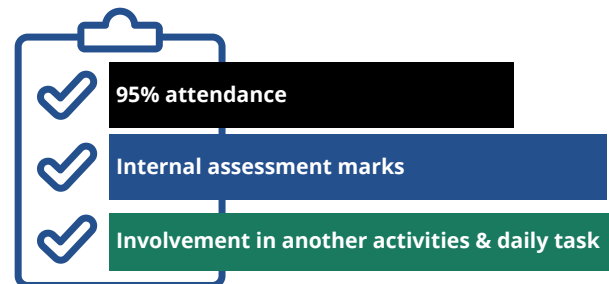 95% attendance
Internal assessment marks
Involvement in another activities & daily task